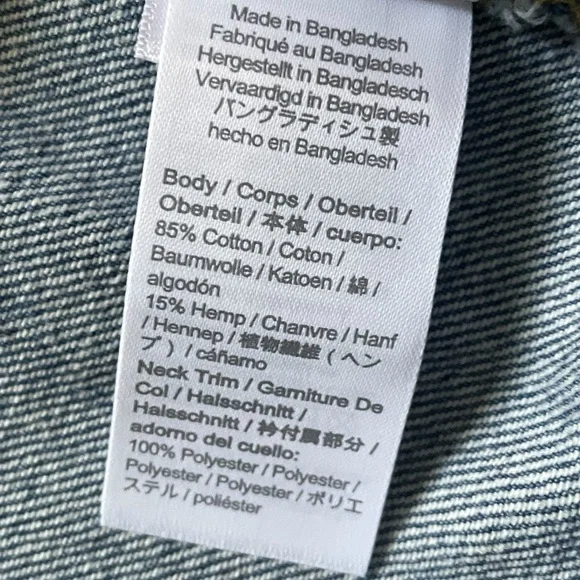 Made in Bangladesh
Fabriqué au Bangladesh
Hergestellt in Bangladesch
Vervaardigd in Bangladesh
バングラディシュ製
hecho en Bangladesh
Body / Corps / Oberteil /
Oberteil / 本体 / cuerpo:
85% Cotton / Coton /
Baumwolle / Katoen / 綿 /
algodón
15% Hemp / Chanvre / Hanf
/ Hennep / 植物繊維 (ヘン
プ) / cáñamo
Neck Trim / Garniture De
Col / Halsschnitt /
Halsschnitt / 衿付属部分 /
adorno del cuello:
100% Polyester / Polyester /
Polyester / Polyester / ポリエ
ステル / poliéster